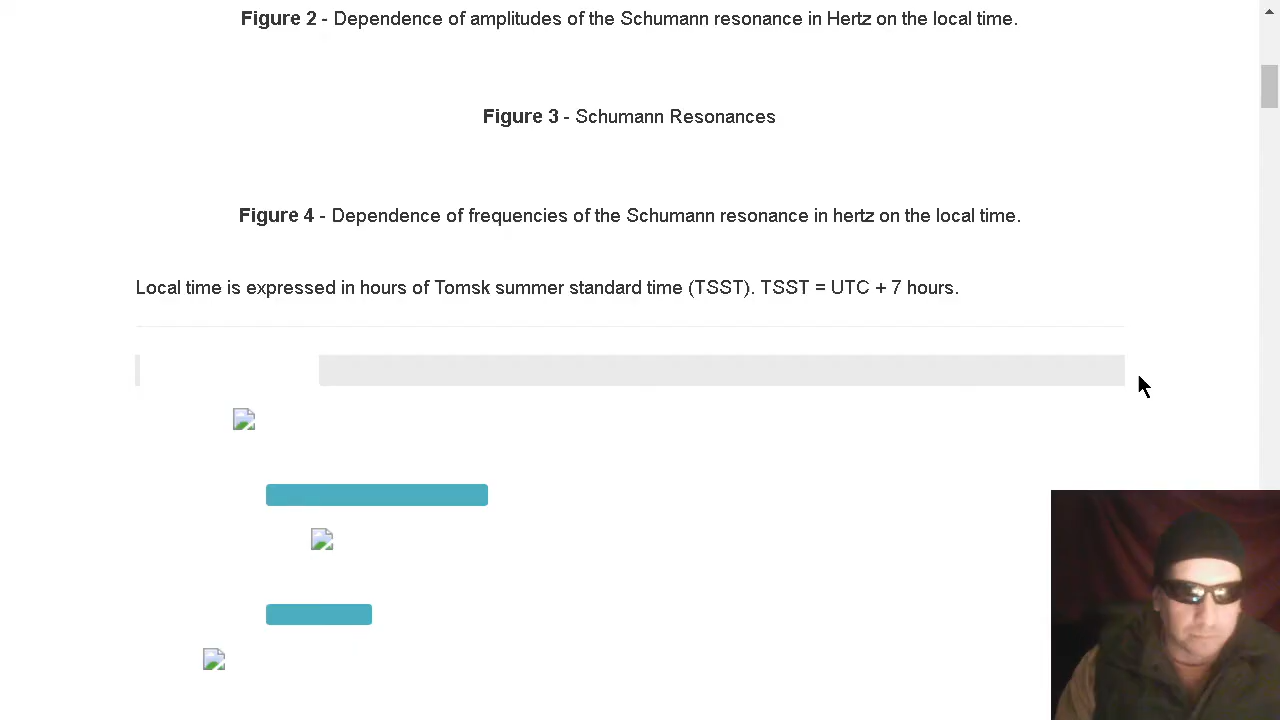 Figure 2 - Dependence of amplitudes of the Schumann resonance in Hertz on the local time.
Figure 3 - Schumann Resonances
Figure 4 - Dependence of frequencies of the Schumann resonance in hertz on the local time.
Local time is expressed in hours of Tomsk summer standard time (TSST). TSST = UTC + 7 hours.